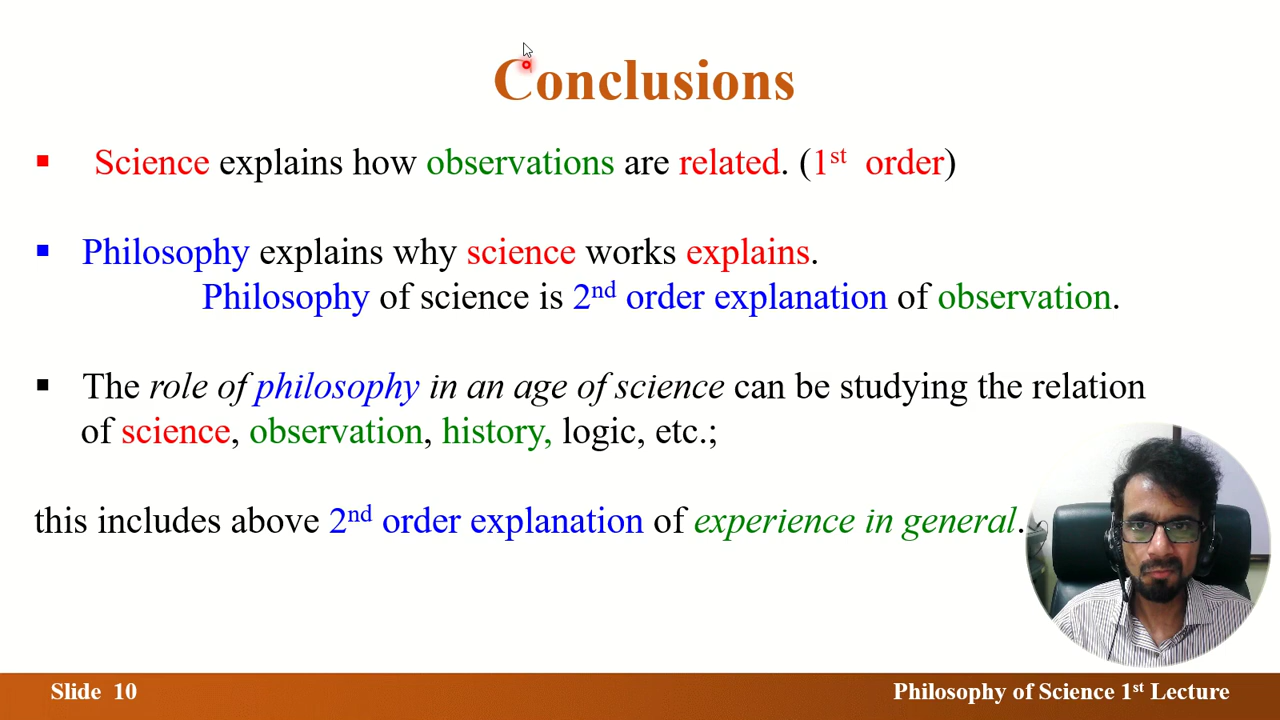 Conclusions
Science explains how observations are related. (1st order)
Philosophy explains why science works explains.
Philosophy of science is 2nd order explanation of observation.
The role of philosophy in an age of science can be studying the relation
of science, observation, history, logic, etc.;
this includes above 2nd order explanation of experience in general.
Slide 10
Philosophy of Science 1st Lecture